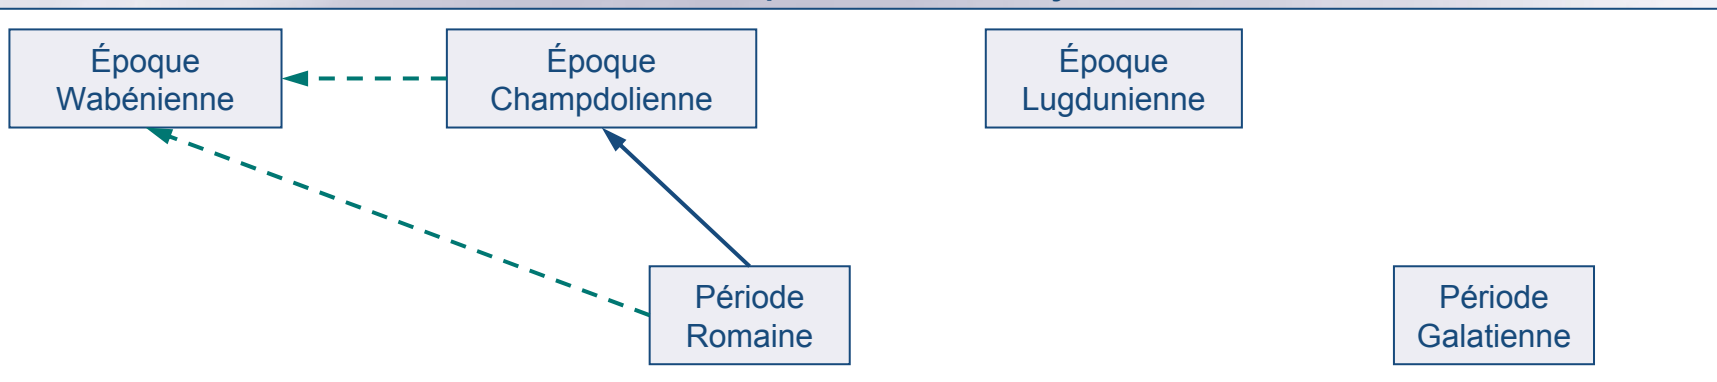 Époque
Wabénienne
Époque
Champdolienne
Époque
Lugdunienne
Période
Romaine
Période
Galatienne